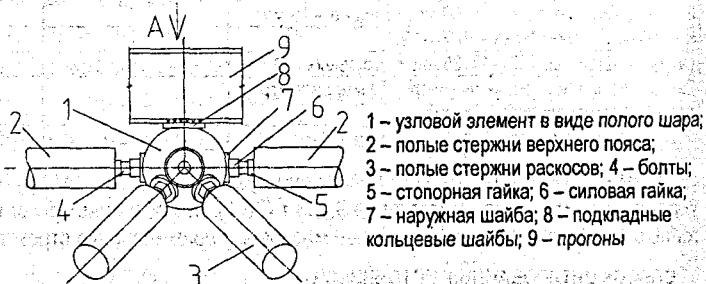 А
9
8
1
7
6
2
2
4
5
3
1 – узловой элемент в виде полого шара;
2 – полые стержни верхнего пояса;
3 – полые стержни раскосов; 4 – болты;
5 – стопорная гайка; 6 – силовая гайка;
7 – наружная шайба; 8 – подкладные
кольцевые шайбы; 9 – прогоны